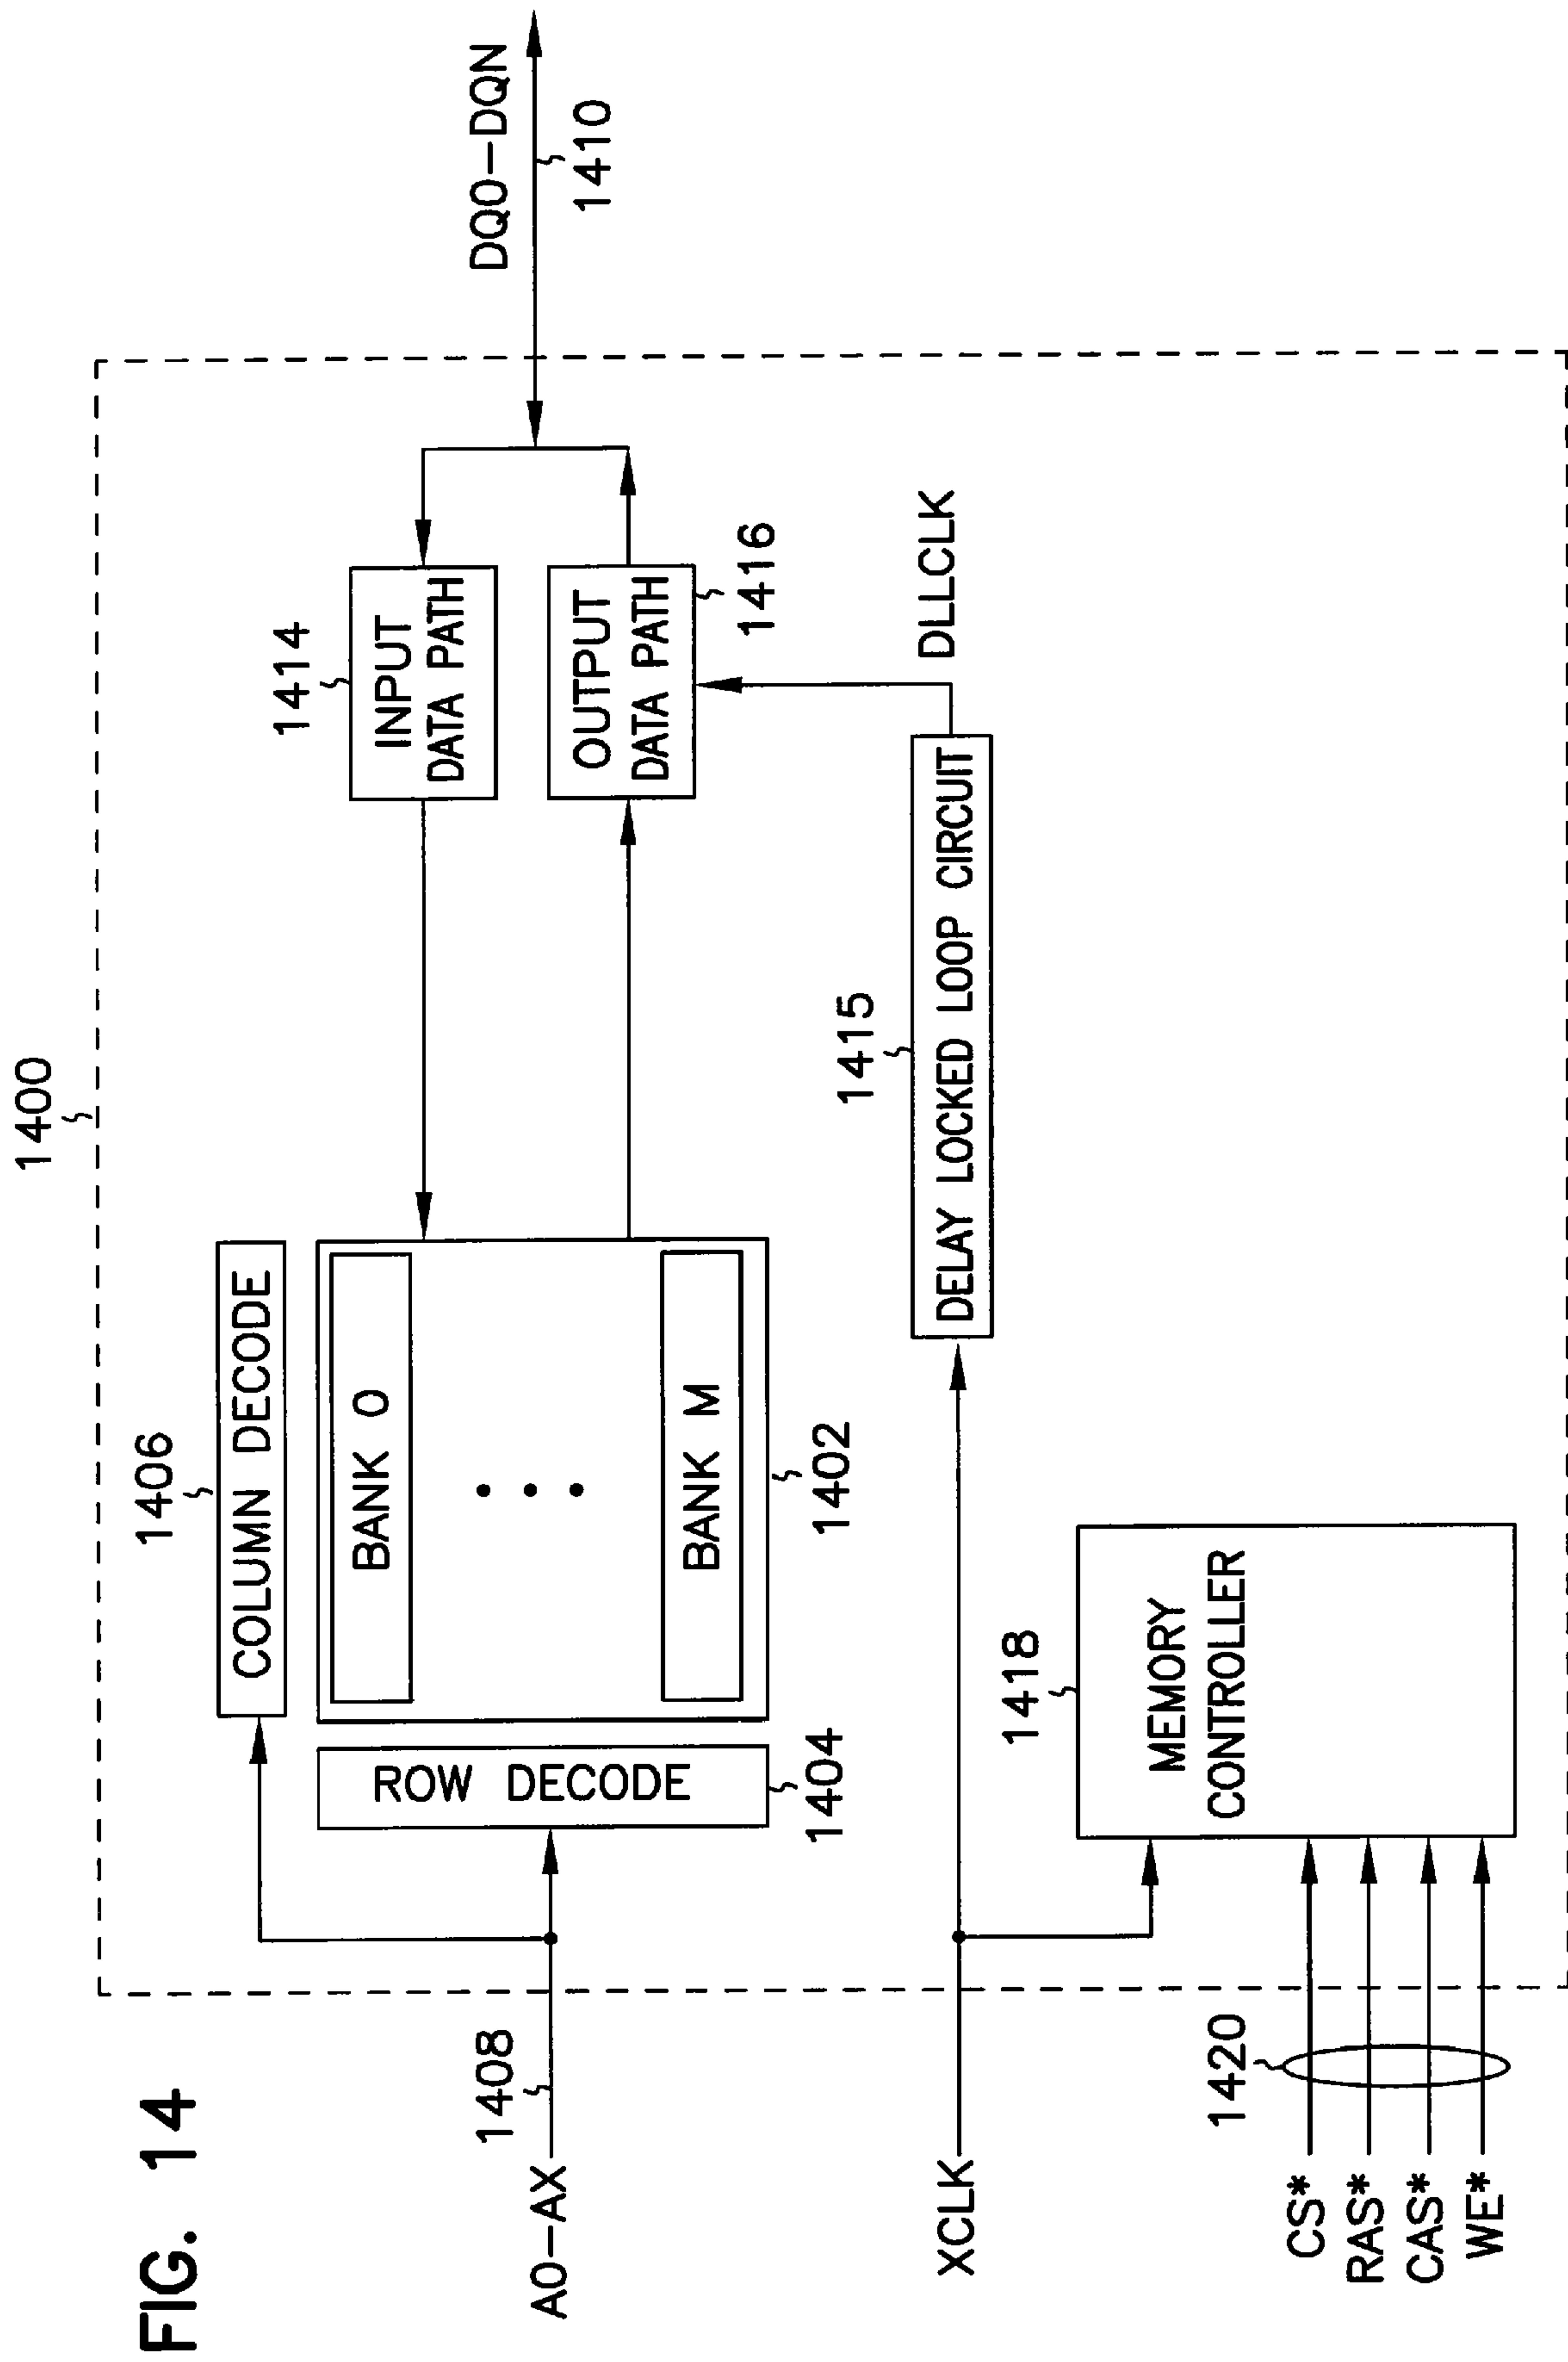 FIG. 14
1400
1406
COLUMN DECODE
1414
INPUT
DATA PATH
BANK 0
DQ0-DQN
1410
1408
A0-AX
ROW DECODE
1404
BANK M
1402
OUTPUT
DATA PATH
1416
1415
DELAY LOCKED LOOP CIRCUIT
DLLCLK
XCLK
1418
MEMORY
CONTROLLER
1420
CS*
RAS*
CAS*
WE*